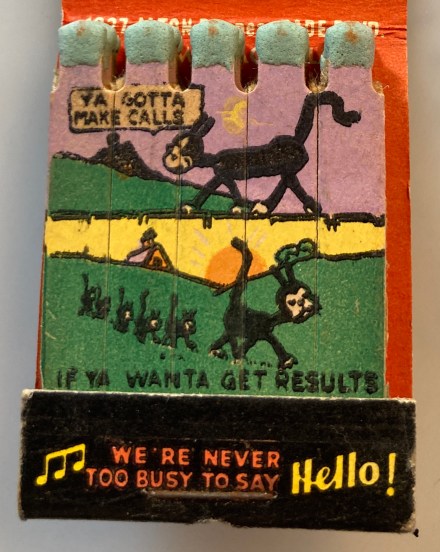 YA GOTTA
MAKE CALLS
IF YA WANTA GET RESULTS
WE'RE NEVER
TOO BUSY TO SAY
Hello!